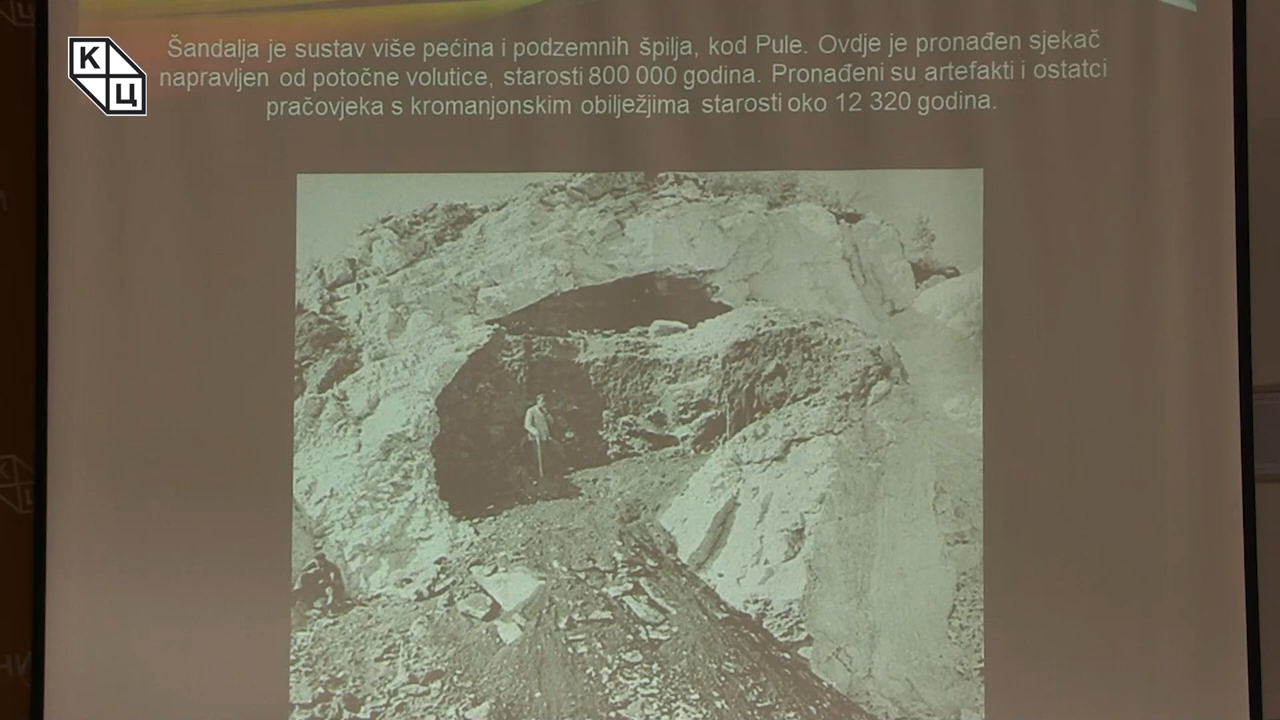 Šandalja je sustav više pećina i podzemnih špilja, kod Pule. Ovdje je pronađen sjekač
napravljen od potočne volutice, starosti 800 000 godina. Pronađeni su artefakti i ostatci
pračovjeka s kromanjonskim obilježjima starosti oko 12 320 godina.
К
Ц